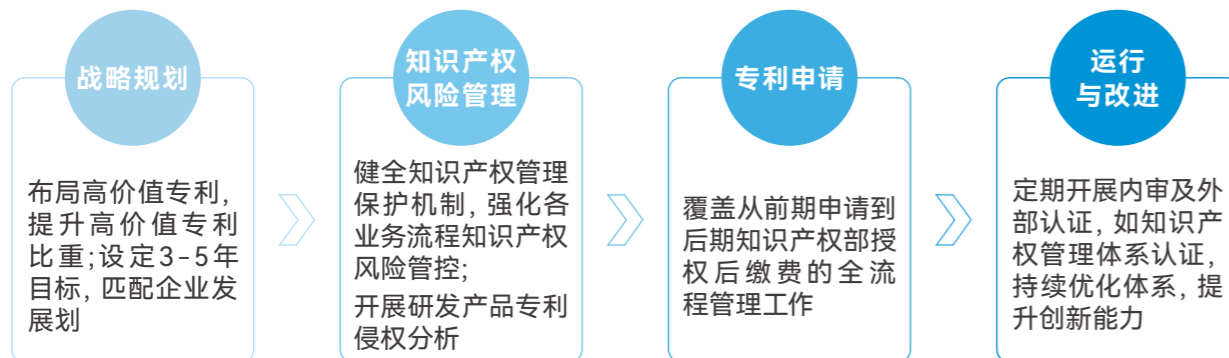 战略规划
布局高价值专利,
提升高价值专利
比重;设定3-5年
目标, 匹配企业发
展划
知识产权
风险管理
健全知识产权管理
保护机制, 强化各
业务流程知识产权
风险管控;
开展研发产品专利
侵权分析
专利申请
覆盖从前期申请到
后期知识产权部授
权后缴费的全流
程管理工作
运行
与改进
定期开展内审及外
部认证, 如知识产
权管理体系认证,
持续优化体系, 提
升创新能力